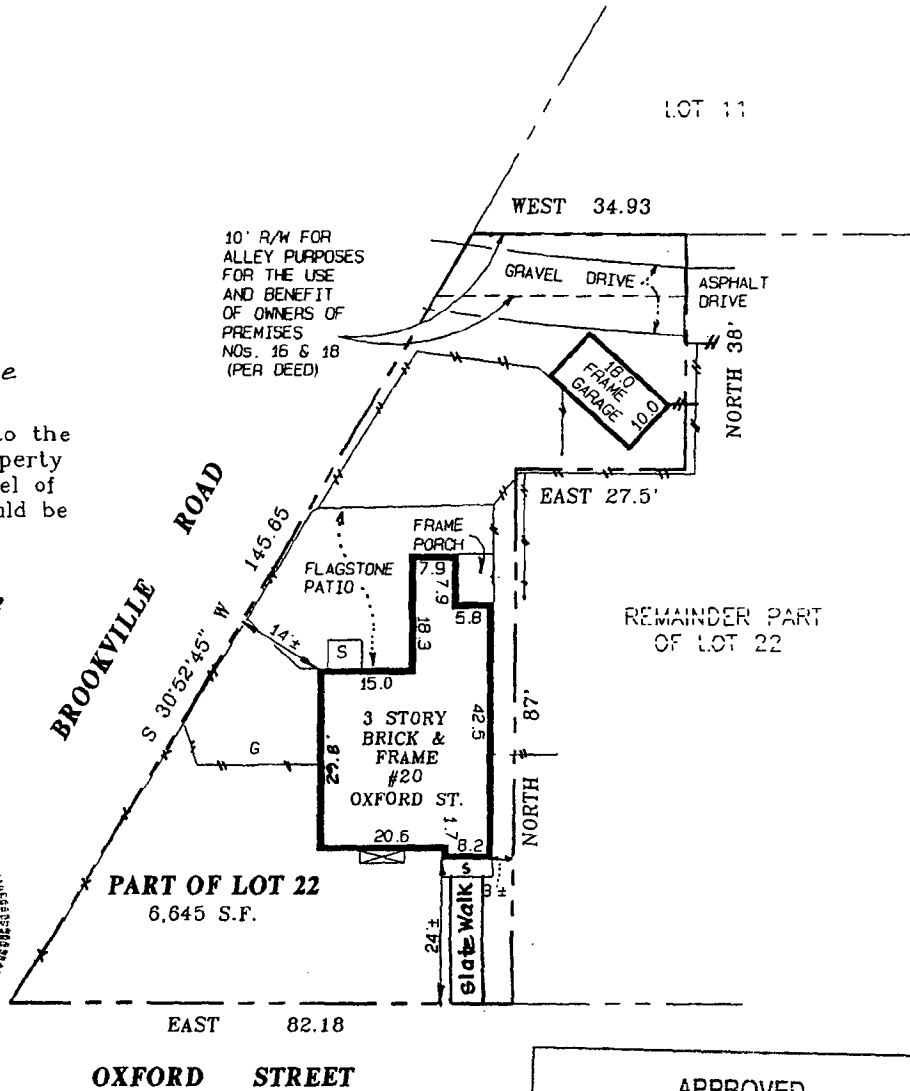 LOT 11
WEST 34.93
10' R/W FOR
ALLEY PURPOSES
FOR THE USE
AND BENEFIT
OF OWNERS OF
PREMISES
NOs. 16 & 18
(PER DEED)
GRAVEL DRIVE
ASPHALT
DRIVE
NORTH 38'
18.0
FRAME
GARAGE
10.0
e
to the
perty
el of
uld be
EAST 27.5'
BROOKVILLE ROAD
S 30°52'45" W 145.65
FRAME
PORCH
FLAGSTONE
PATIO
7.9
7.9
5.8
18.3
14'±
S
15.0
REMAINDER PART
OF LOT 22
3 STORY
BRICK &
FRAME
#20
OXFORD ST.
42.5
29.8'
G
NORTH 87'
20.6
1.7
8.2
S
PART OF LOT 22
6,645 S.F.
24'±
Slate Walk
EAST 82.18
OXFORD STREET
APPROVED